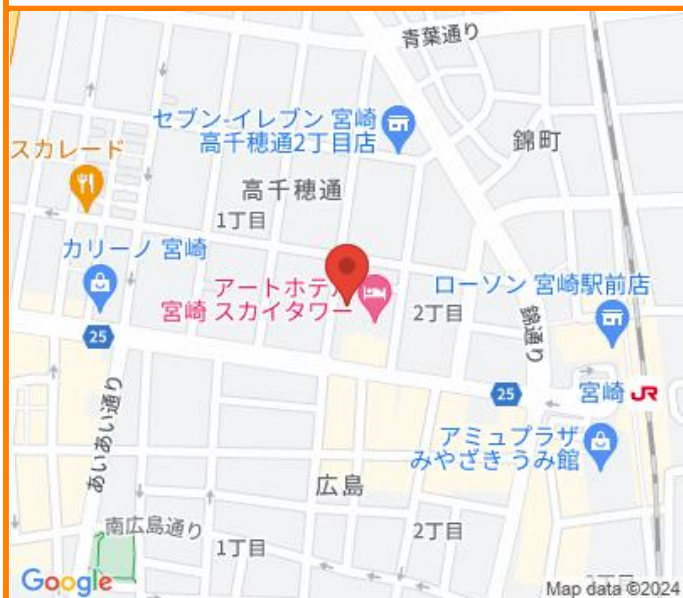 青葉通り
セブン-イレブン 宮崎
高千穂通2丁目店
錦町
スカレード
高千穂通
1丁目
カリーノ 宮崎
アートホテル
宮崎 スカイタワー
2丁目
ローソン 宮崎駅前店
錦通り
25
25
宮崎 JR
あいあい通り
アミュプラザ
みやざき うみ館
広島
南広島通り
1丁目
2丁目
Google
Map data ©2024